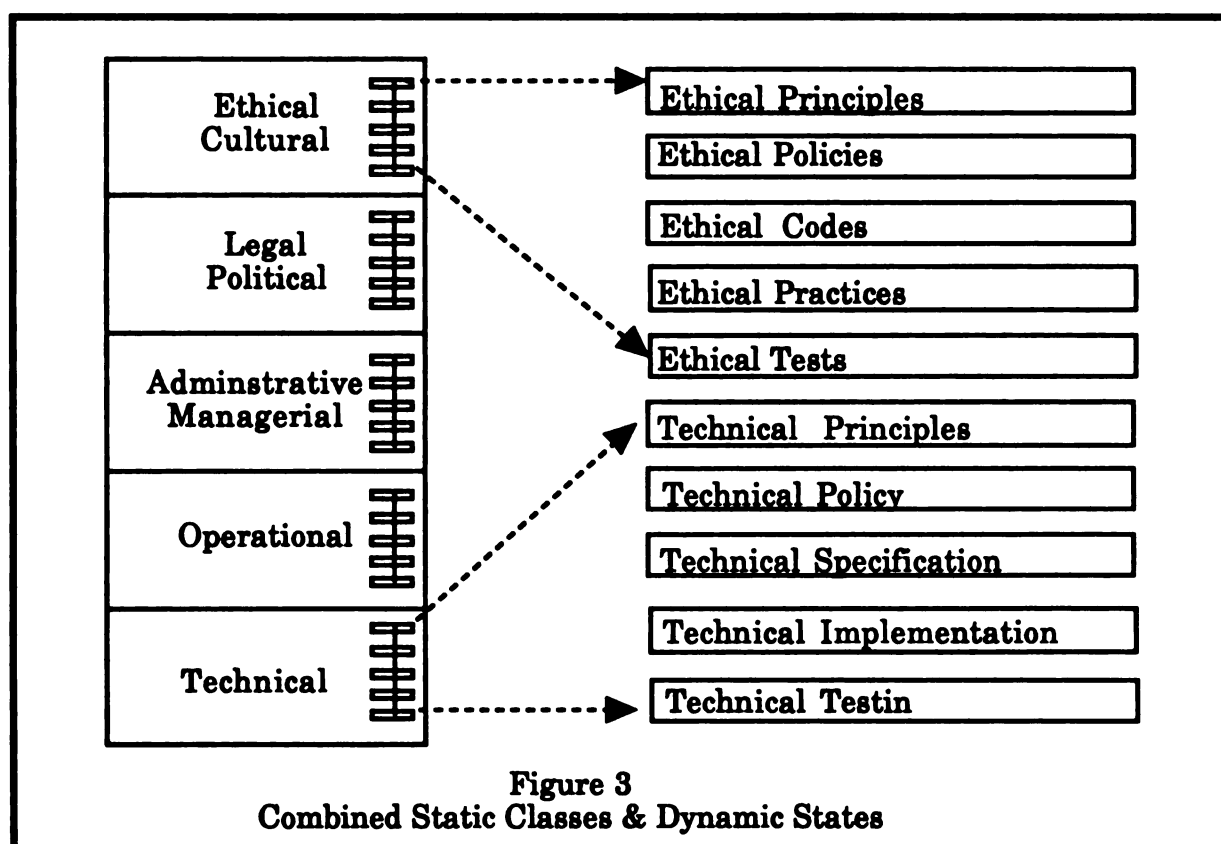 Ethical
Cultural
Legal
Political
Adminstrative
Managerial
Operational
Technical
Ethical Principles
Ethical Policies
Ethical Codes
Ethical Practices
Ethical Tests
Technical Principles
Technical Policy
Technical Specification
Technical Implementation
Technical Testin
Figure 3
Combined Static Classes & Dynamic States